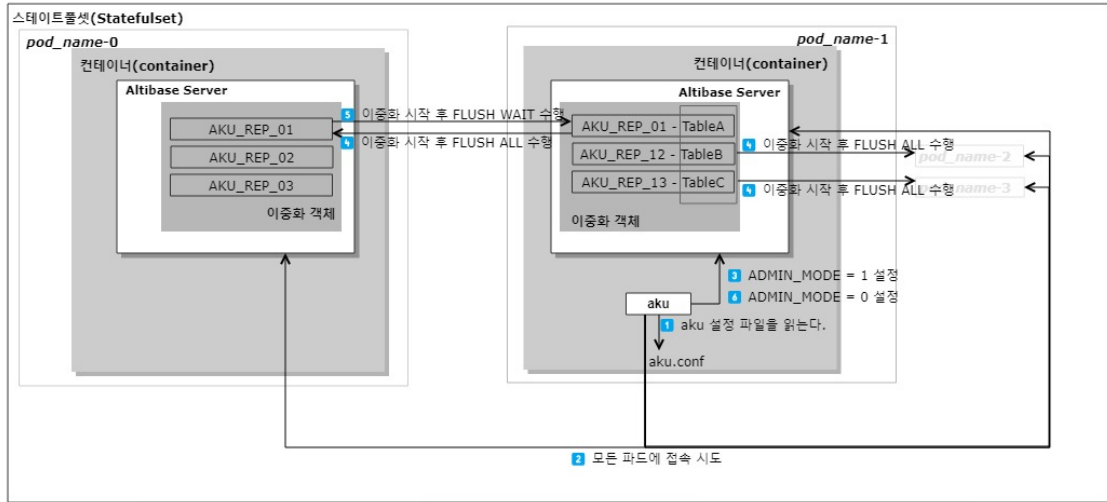 스테이트풀셋(Statefulset)
pod_name-0
컨테이너(container)
Altibase Server
AKU_REP_01
AKU_REP_02
AKU_REP_03
이중화 객체
pod_name-1
컨테이너(container)
Altibase Server
AKU_REP_01 - TableA
AKU_REP_12 - TableB
AKU_REP_13 - TableC
이중화 객체
5 이중화 시작 후 FLUSH WAIT 수행
4 이중화 시작 후 FLUSH ALL 수행
4 이중화 시작 후 FLUSH ALL 수행
pod_name-2
4 이중화 시작 후 FLUSH ALL 수행
pod_name-3
3 ADMIN_MODE = 1 설정
6 ADMIN_MODE = 0 설정
aku
1 aku 설정 파일을 읽는다.
aku.conf
2 모든 파드에 접속 시도